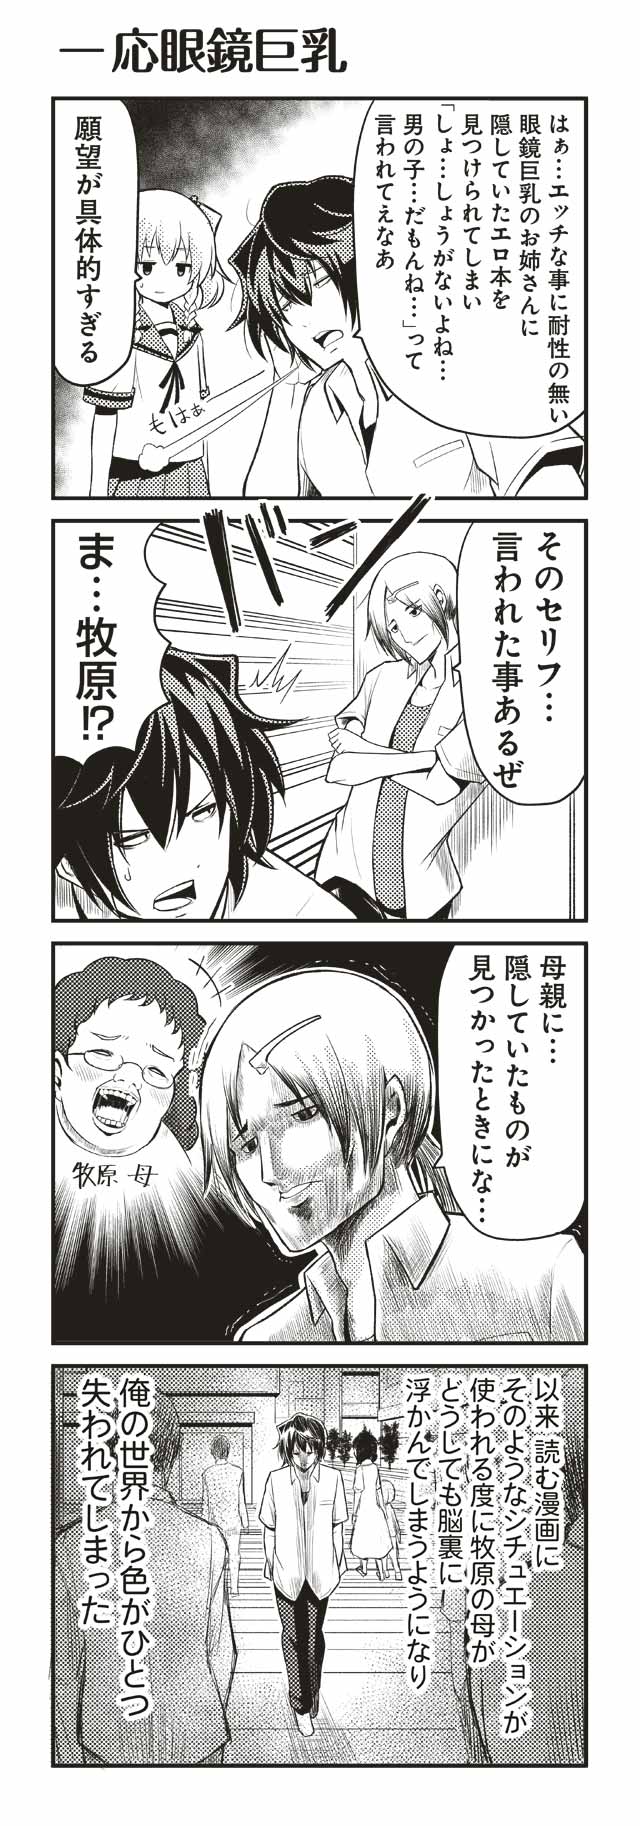 一応眼鏡巨乳
はぁ…エッチな事に耐性の無い
眼鏡巨乳のお姉さんに
隠していたエロ本を
見つけられてしまい
「しょ…しょうがないよね…
男の子…だもんね…」って
言われてえなあ
もはぁ
願望が具体的すぎる
そのセリフ…
言われた事あるぜ
バッ
ま…牧原!?
母親に…
隠していたものが
見つかったときにな…
牧原 母
以来 読む漫画に
そのようなシチュエーションが
使われる度に牧原の母が
どうしても脳裏に
浮かんでしまうようになり
俺の世界から色がひとつ
失われてしまった